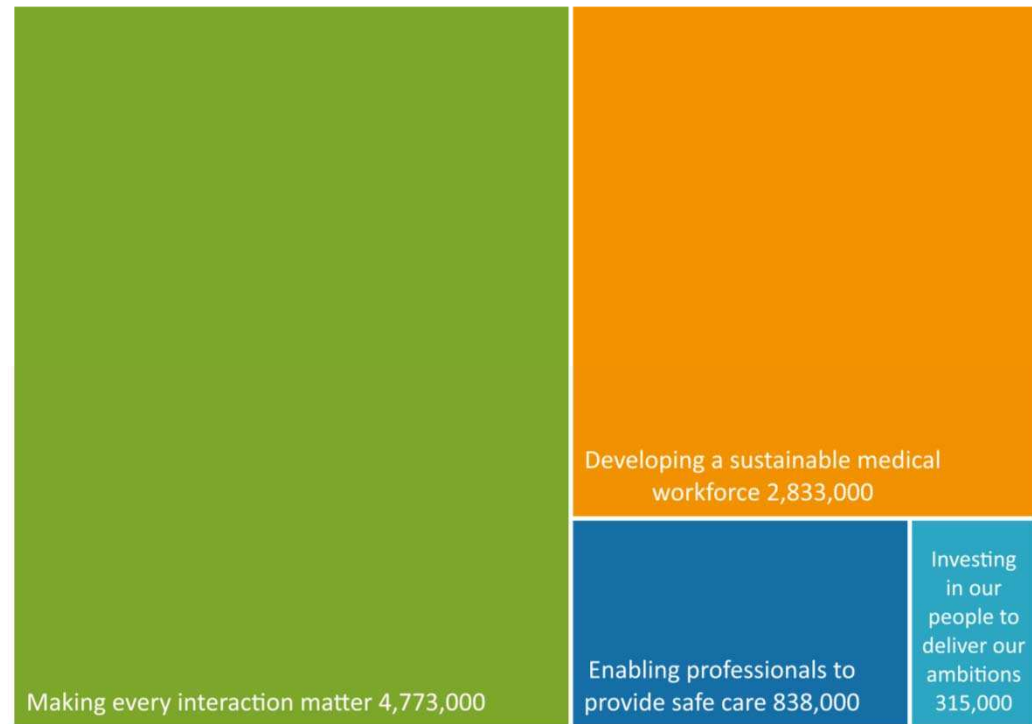 Making every interaction matter 4,773,000
Developing a sustainable medical
workforce 2,833,000
Enabling professionals to
provide safe care 838,000
Investing
in our
people to
deliver our
ambitions
315,000